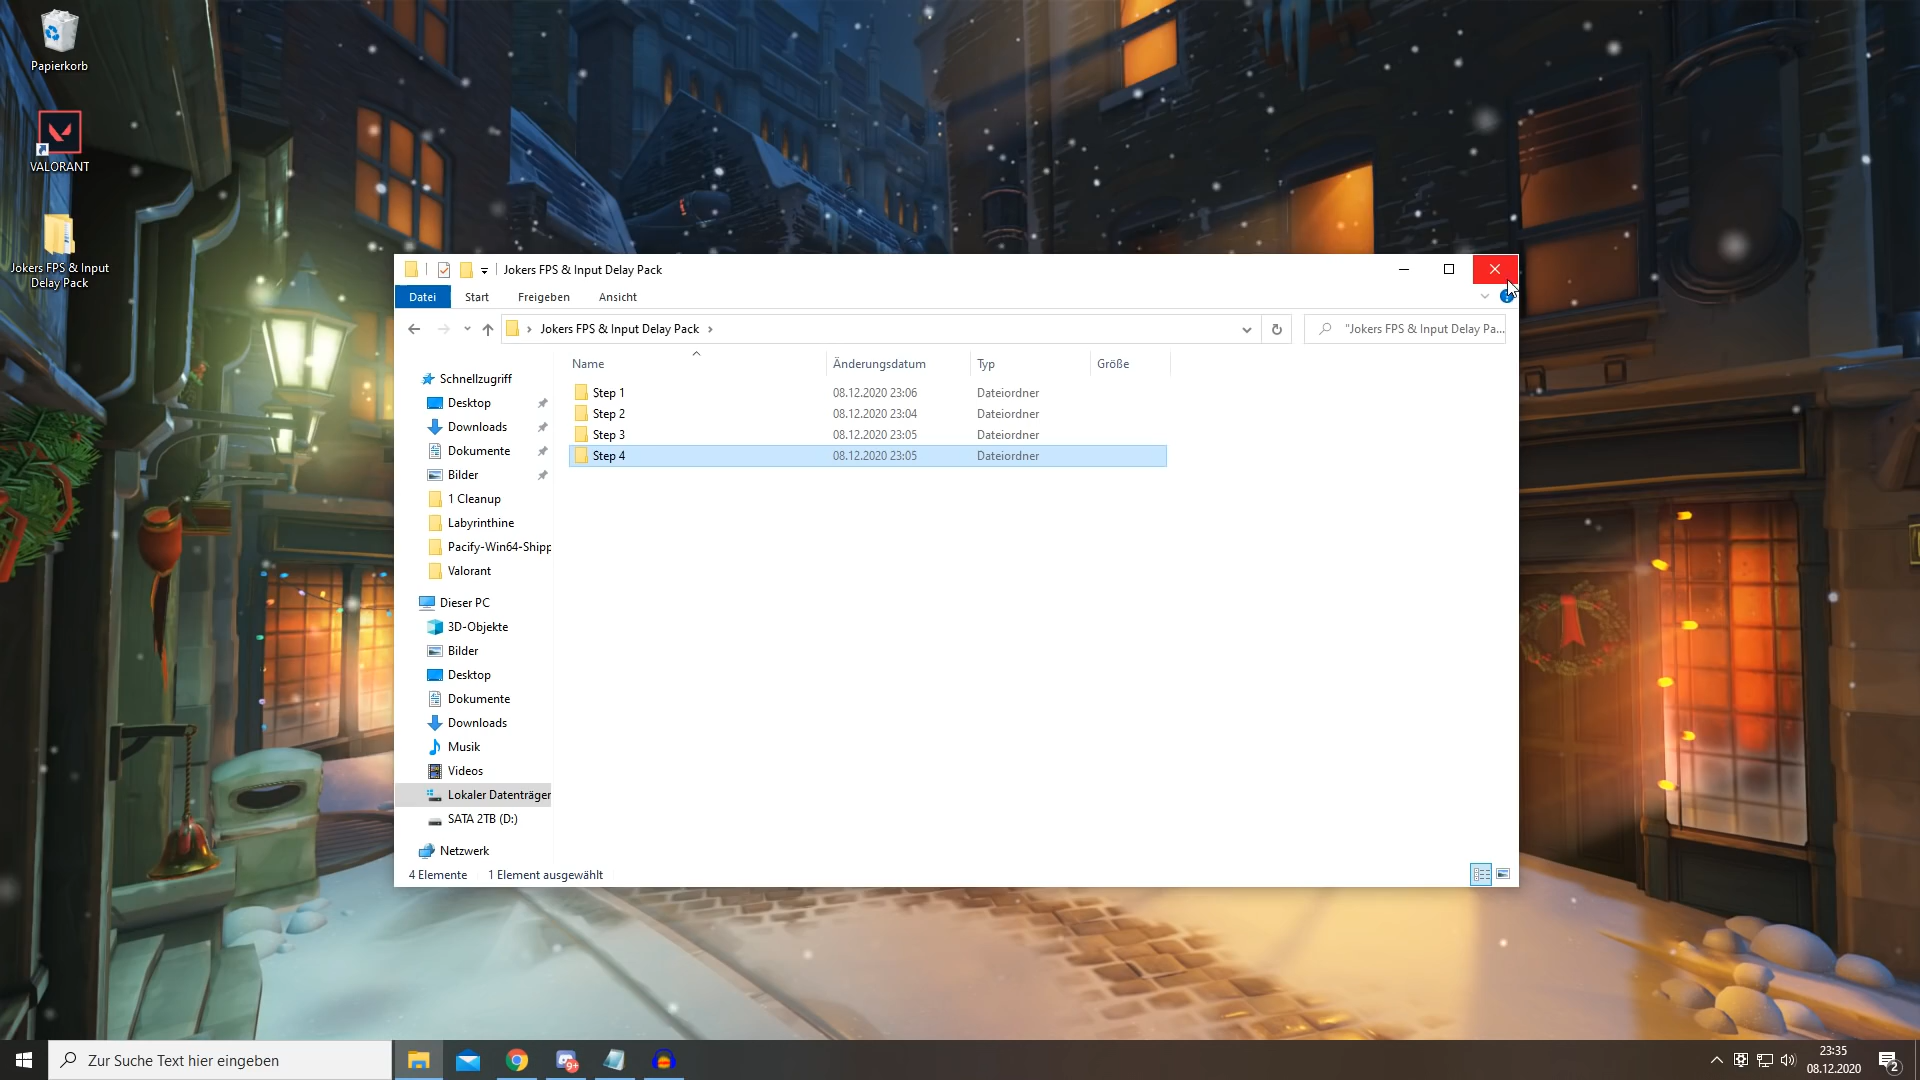 Papierkorb
VALORANT
Jokers FPS & Input
Delay Pack
Jokers FPS & Input Delay Pack
Datei
Start
Freigeben
Ansicht
Jokers FPS & Input Delay Pack
"Jokers FPS & Input Delay Pa...
Name
Änderungsdatum
Typ
Größe
Step 1
08.12.2020 23:06
Dateiordner
Step 2
08.12.2020 23:04
Dateiordner
Step 3
08.12.2020 23:05
Dateiordner
Step 4
08.12.2020 23:05
Dateiordner
Schnellzugriff
Desktop
Downloads
Dokumente
Bilder
1 Cleanup
Labyrinthine
Pacify-Win64-Shipp
Valorant
Dieser PC
3D-Objekte
Bilder
Desktop
Dokumente
Downloads
Musik
Videos
Lokaler Datenträger
SATA 2TB (D:)
Netzwerk
4 Elemente
1 Element ausgewählt
Zur Suche Text hier eingeben
9+
23:35
08.12.2020
2